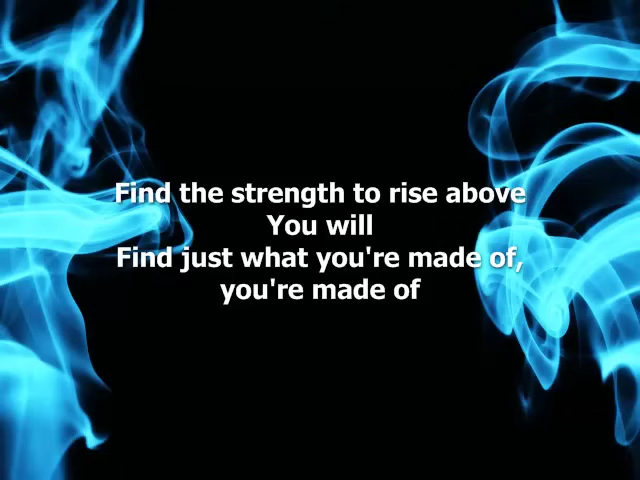 Find the strength to rise above
You will
Find just what you're made of,
you're made of